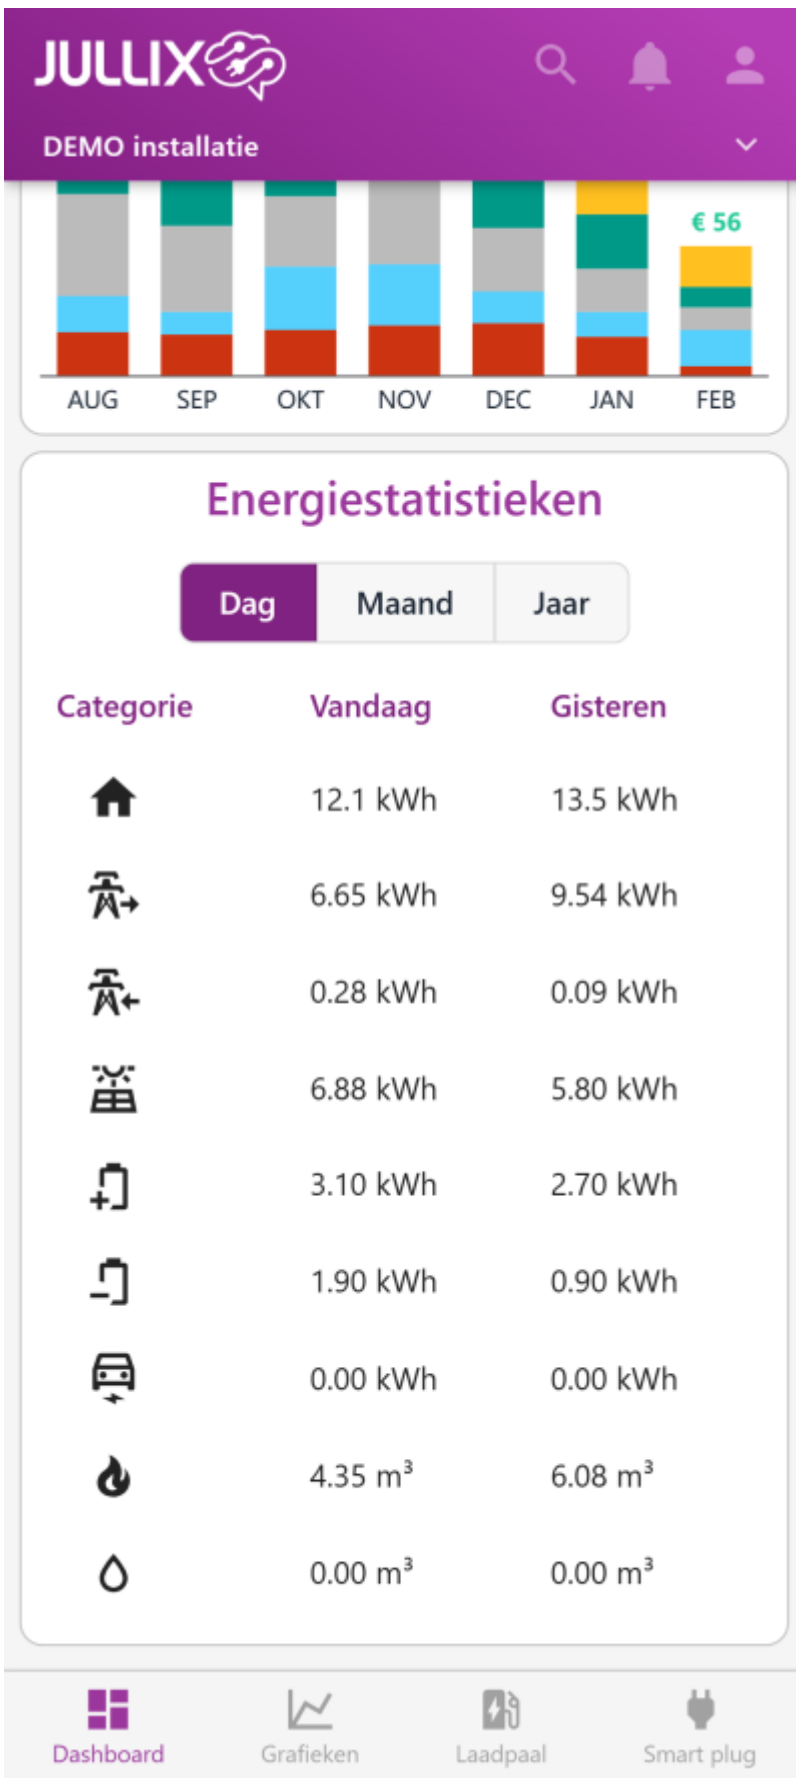 JULLIX
DEMO installatie
€ 56
AUG SEP OKT NOV DEC JAN FEB
Energiestatistieken
Dag Maand Jaar
Categorie Vandaag Gisteren
12.1 kWh 13.5 kWh
6.65 kWh 9.54 kWh
0.28 kWh 0.09 kWh
6.88 kWh 5.80 kWh
3.10 kWh 2.70 kWh
1.90 kWh 0.90 kWh
0.00 kWh 0.00 kWh
4.35 m³ 6.08 m³
0.00 m³ 0.00 m³
Dashboard Grafieken Laadpaal Smart plug